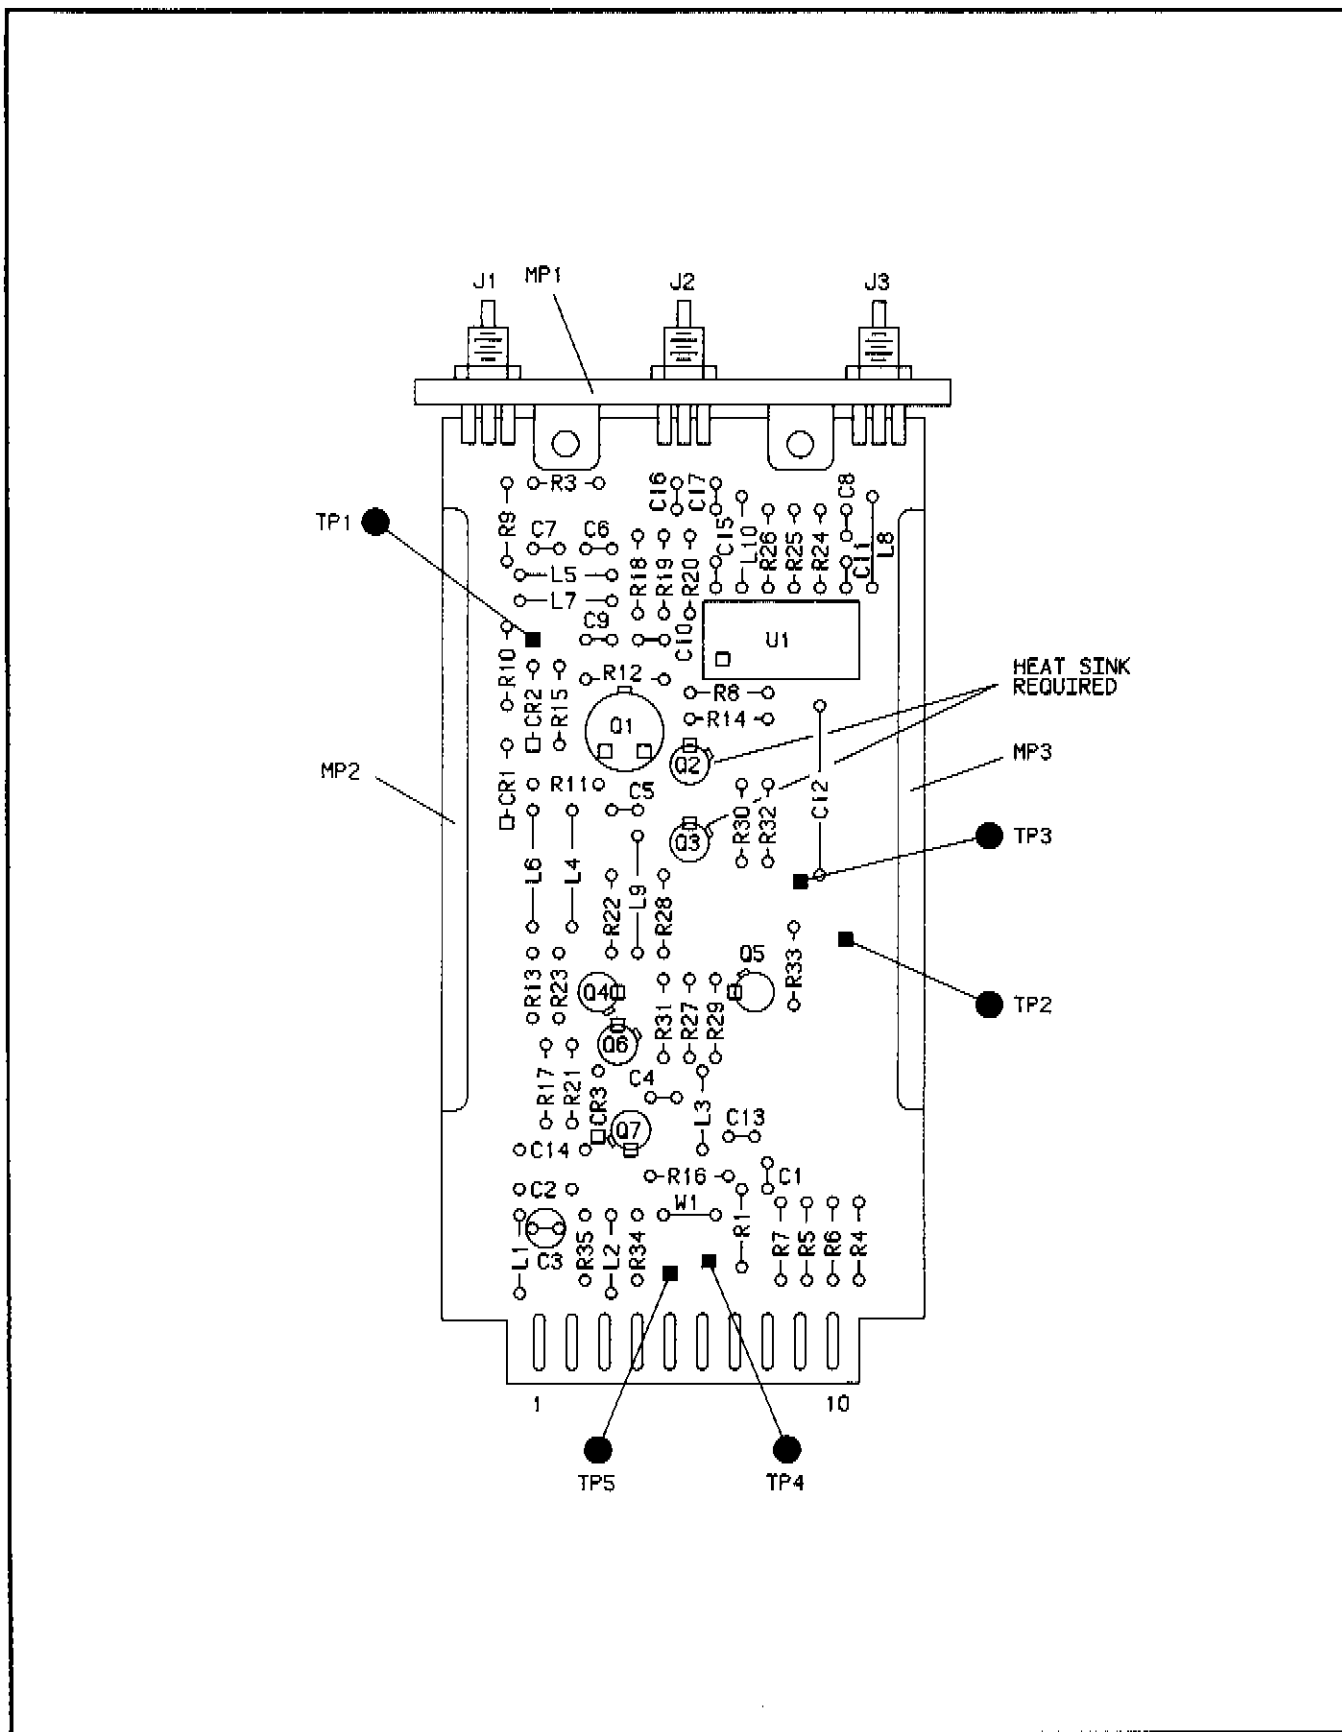 J1
MP1
J2
J3
R3
C16
C17
C8
TP1
R9
C7
C6
R18
R19
R20
C15
L10
R26
R25
R24
C11
L8
L5
L7
C9
C10
U1
R10
CR2
R15
R12
R8
R14
HEAT SINK
REQUIRED
Q1
Q2
MP2
MP3
CR1
R11
C5
Q3
R30
R32
C12
TP3
L6
L4
R22
L9
R28
Q5
R33
R13
R23
Q4
R31
R27
R29
TP2
Q6
R17
R21
CR3
C4
L3
Q7
C13
C14
R16
C1
C2
W1
L1
C3
R35
L2
R34
R1
R7
R5
R6
R4
1
10
TP5
TP4